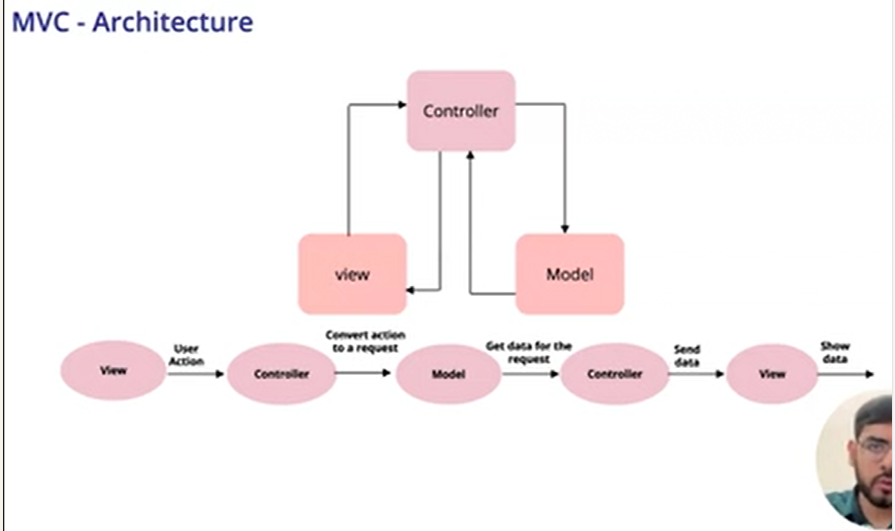 MVC - Architecture
Controller
view
Model
View
User
Action
Controller
Convert action
to a request
Model
Get data for the
request
Controller
Send
data
View
Show
data